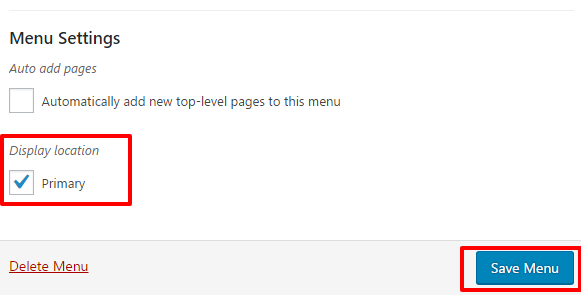 Menu Settings
Auto add pages
Automatically add new top-level pages to this menu
Display location
Primary
Delete Menu
Save Menu